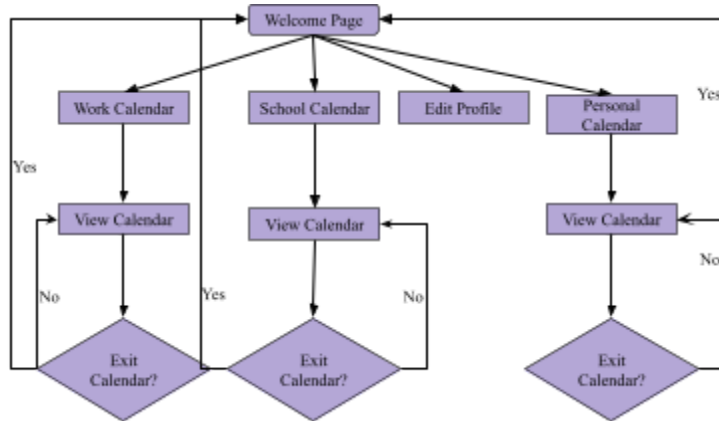 Welcome Page
Work Calendar
School Calendar
Edit Profile
Personal
Calendar
Yes
Yes
View Calendar
View Calendar
View Calendar
No
Yes
No
No
Exit
Calendar?
Exit
Calendar?
Exit
Calendar?